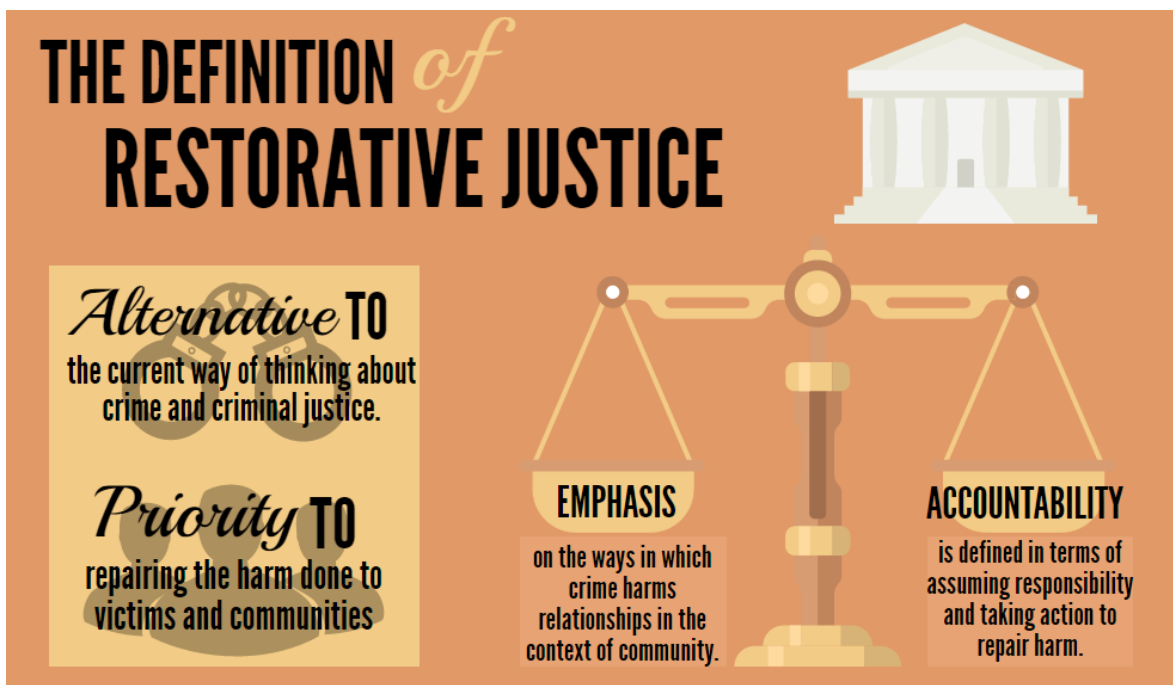 THE DEFINITION of
RESTORATIVE JUSTICE
Alternative TO
the current way of thinking about
crime and criminal justice.
Priority TO
repairing the harm done to
victims and communities
EMPHASIS
on the ways in which
crime harms
relationships in the
context of community.
ACCOUNTABILITY
is defined in terms of
assuming responsibility
and taking action to
repair harm.